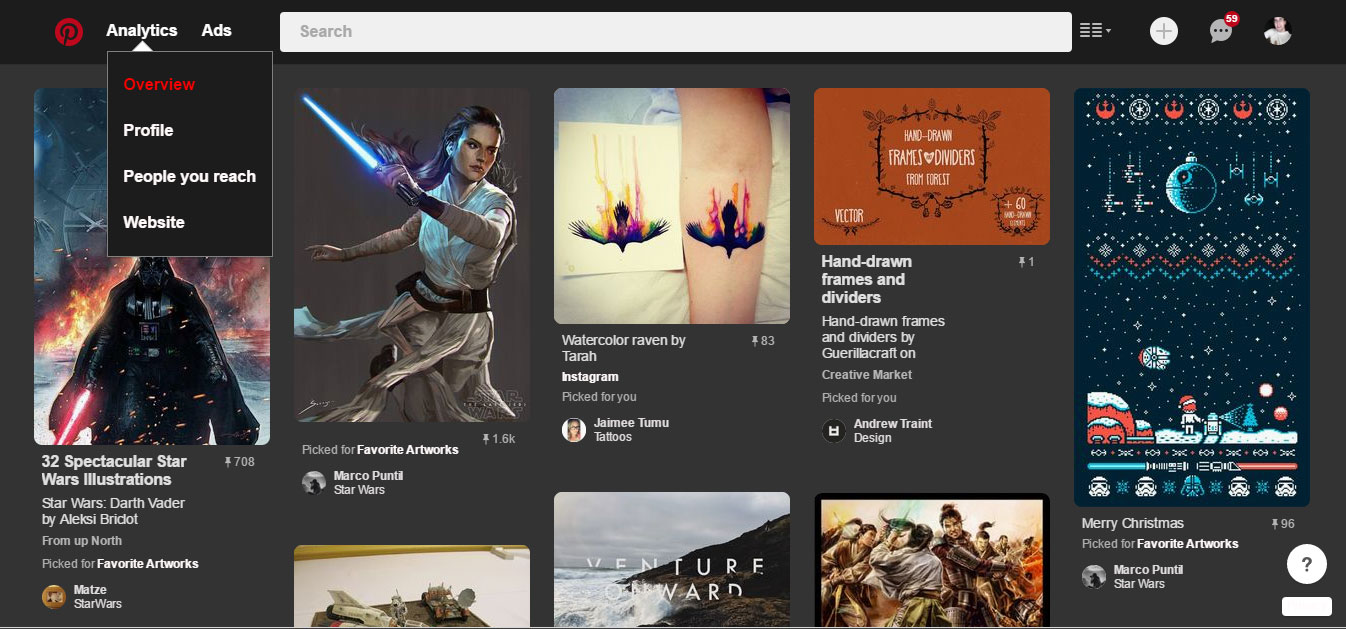 Analytics
Ads
Search
59
Overview
Profile
People you reach
Website
32 Spectacular Star
Wars Illustrations
708
Star Wars: Darth Vader
by Aleksi Bridot
From up North
Picked for Favorite Artworks
Matze
StarWars
STAR
WARS
1.6k
Picked for Favorite Artworks
Marco Puntil
Star Wars
Watercolor raven by
Tarah
83
Instagram
Picked for you
Jaimee Tumu
Tattoos
VENTURE
ONWARD
HAND-DRAWN
FRAMES DIVIDERS
FROM FOREST
VECTOR
+ 60
HAND-DRAWN
ELEMENTS
Hand-drawn
frames and
dividers
1
Hand-drawn frames
and dividers by
Guerillacraft on
Creative Market
Picked for you
Andrew Traint
Design
Merry Christmas
96
Picked for Favorite Artworks
Marco Puntil
Star Wars
?